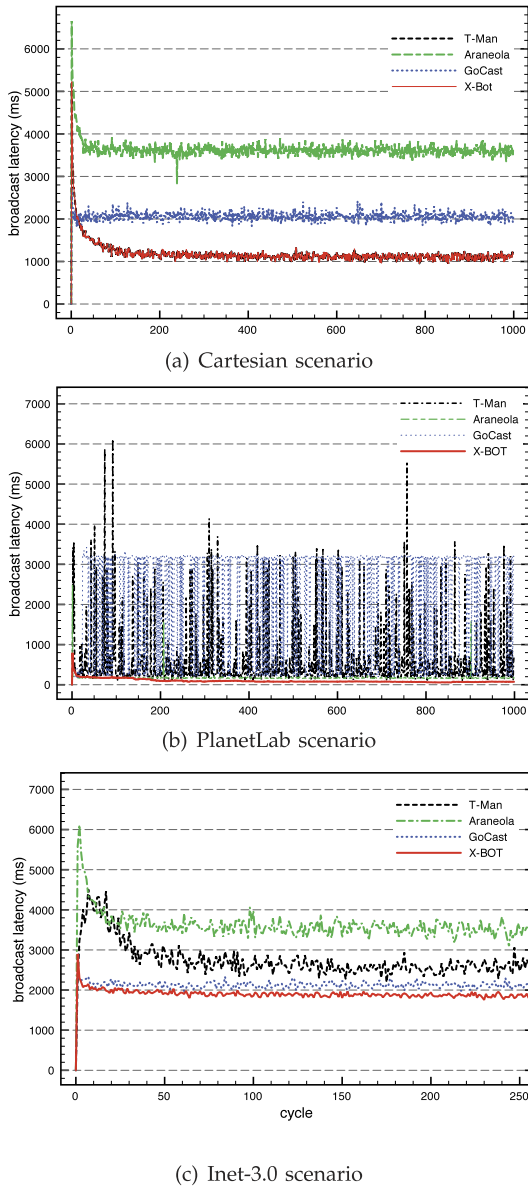 T-Man
Araneola
GoCast
X-Bot
broadcast latency (ms)
6000
5000
4000
3000
2000
1000
0
0 200 400 600 800 1000
(a) Cartesian scenario
T-Man
Araneola
GoCast
X-BOT
broadcast latency (ms)
7000
6000
5000
4000
3000
2000
1000
0
0 200 400 600 800 1000
(b) PlanetLab scenario
T-Man
Araneola
GoCast
X-BOT
broadcast latency (ms)
7000
6000
5000
4000
3000
2000
1000
0
0 50 100 150 200 250
cycle
(c) Inet-3.0 scenario